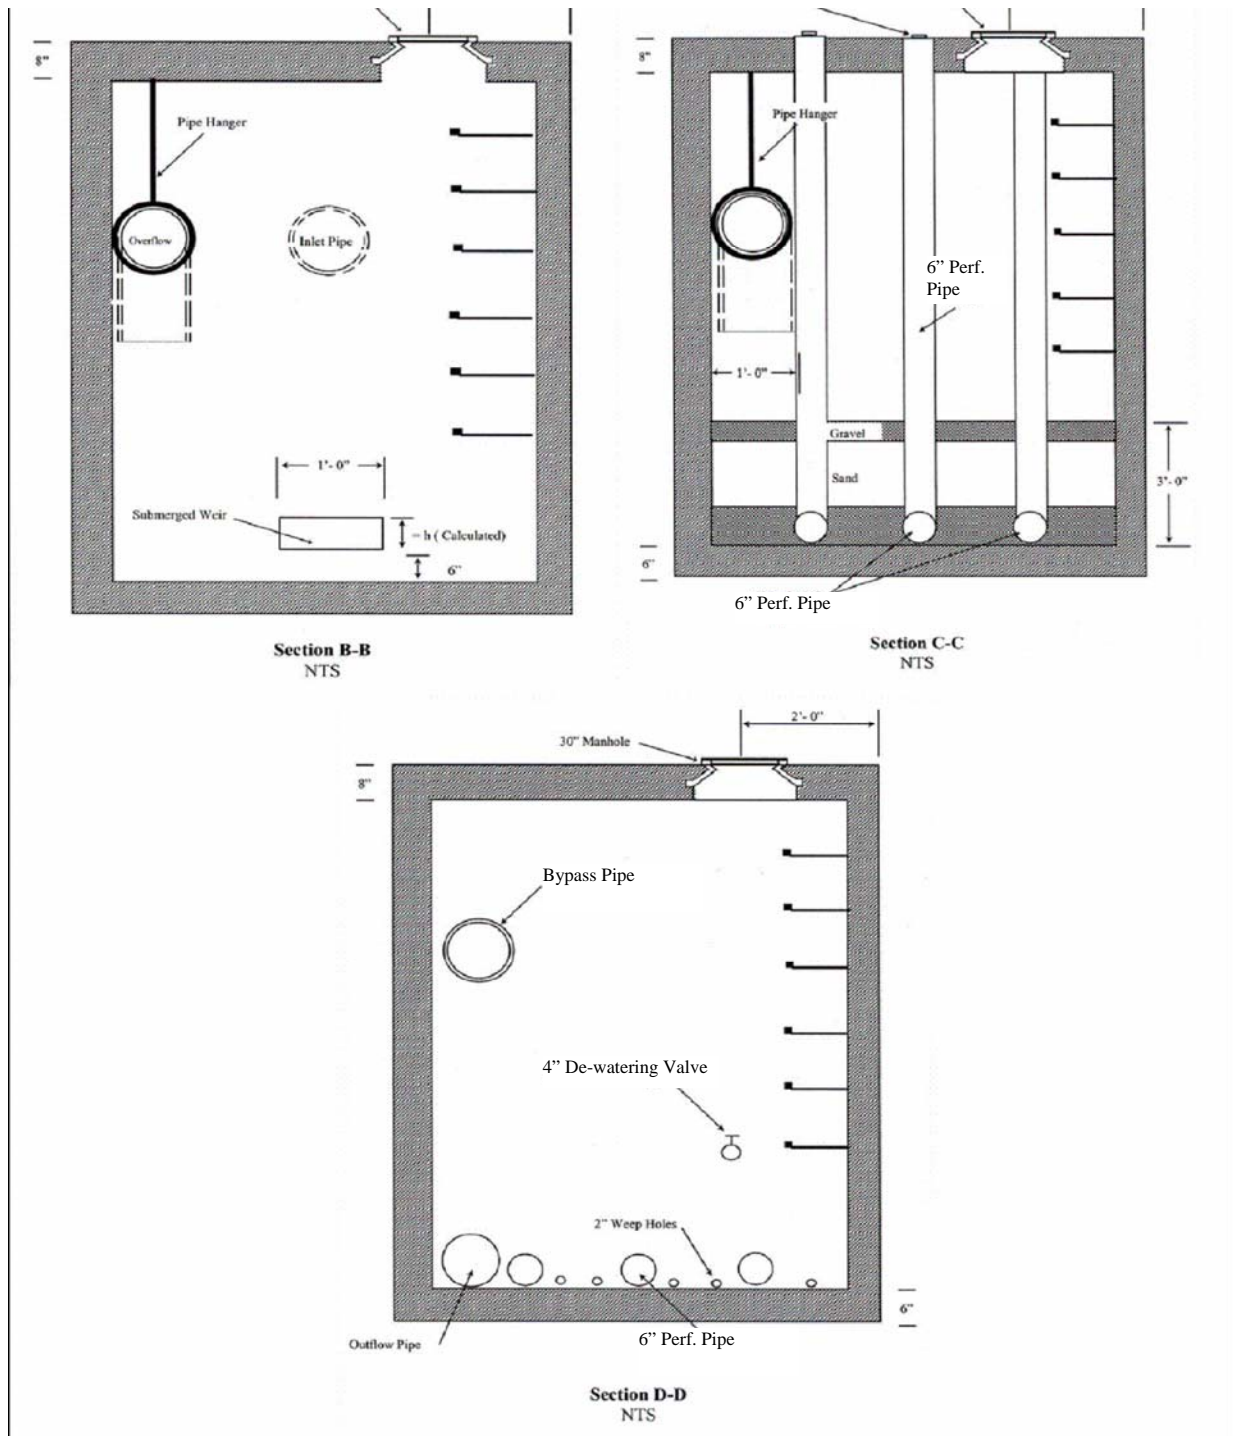 8"
Pipe Hanger
Overflow
Inlet Pipe
1'- 0"
Submerged Weir
= h ( Calculated)
6"
Section B-B
NTS
8"
Pipe Hanger
6” Perf.
Pipe
1'- 0"
Gravel
Sand
3'- 0"
6"
6” Perf. Pipe
Section C-C
NTS
2'- 0"
30" Manhole
8"
Bypass Pipe
4” De-watering Valve
2" Weep Holes
6"
Outflow Pipe
6” Perf. Pipe
Section D-D
NTS